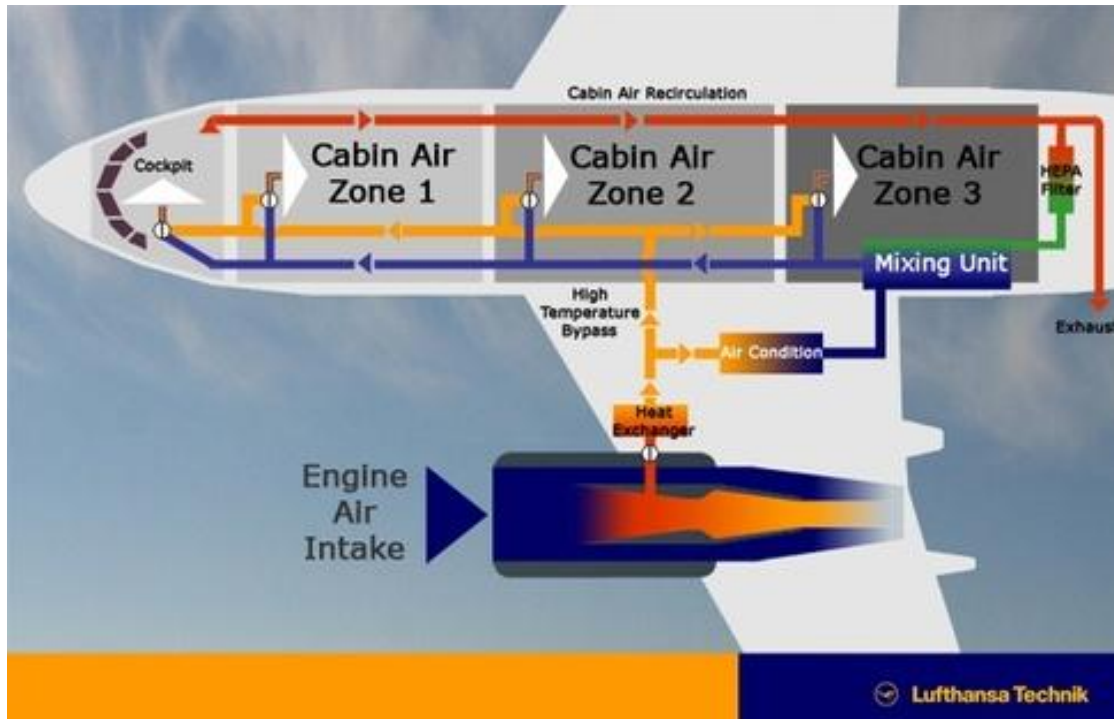 Cabin Air Recirculation
Cockpit
Cabin Air
Zone 1
Cabin Air
Zone 2
Cabin Air
Zone 3
HEPA
Filter
Mixing Unit
High
Temperature
Bypass
Air Condition
Exhaust
Heat
Exchanger
Engine
Air
Intake
Lufthansa Technik